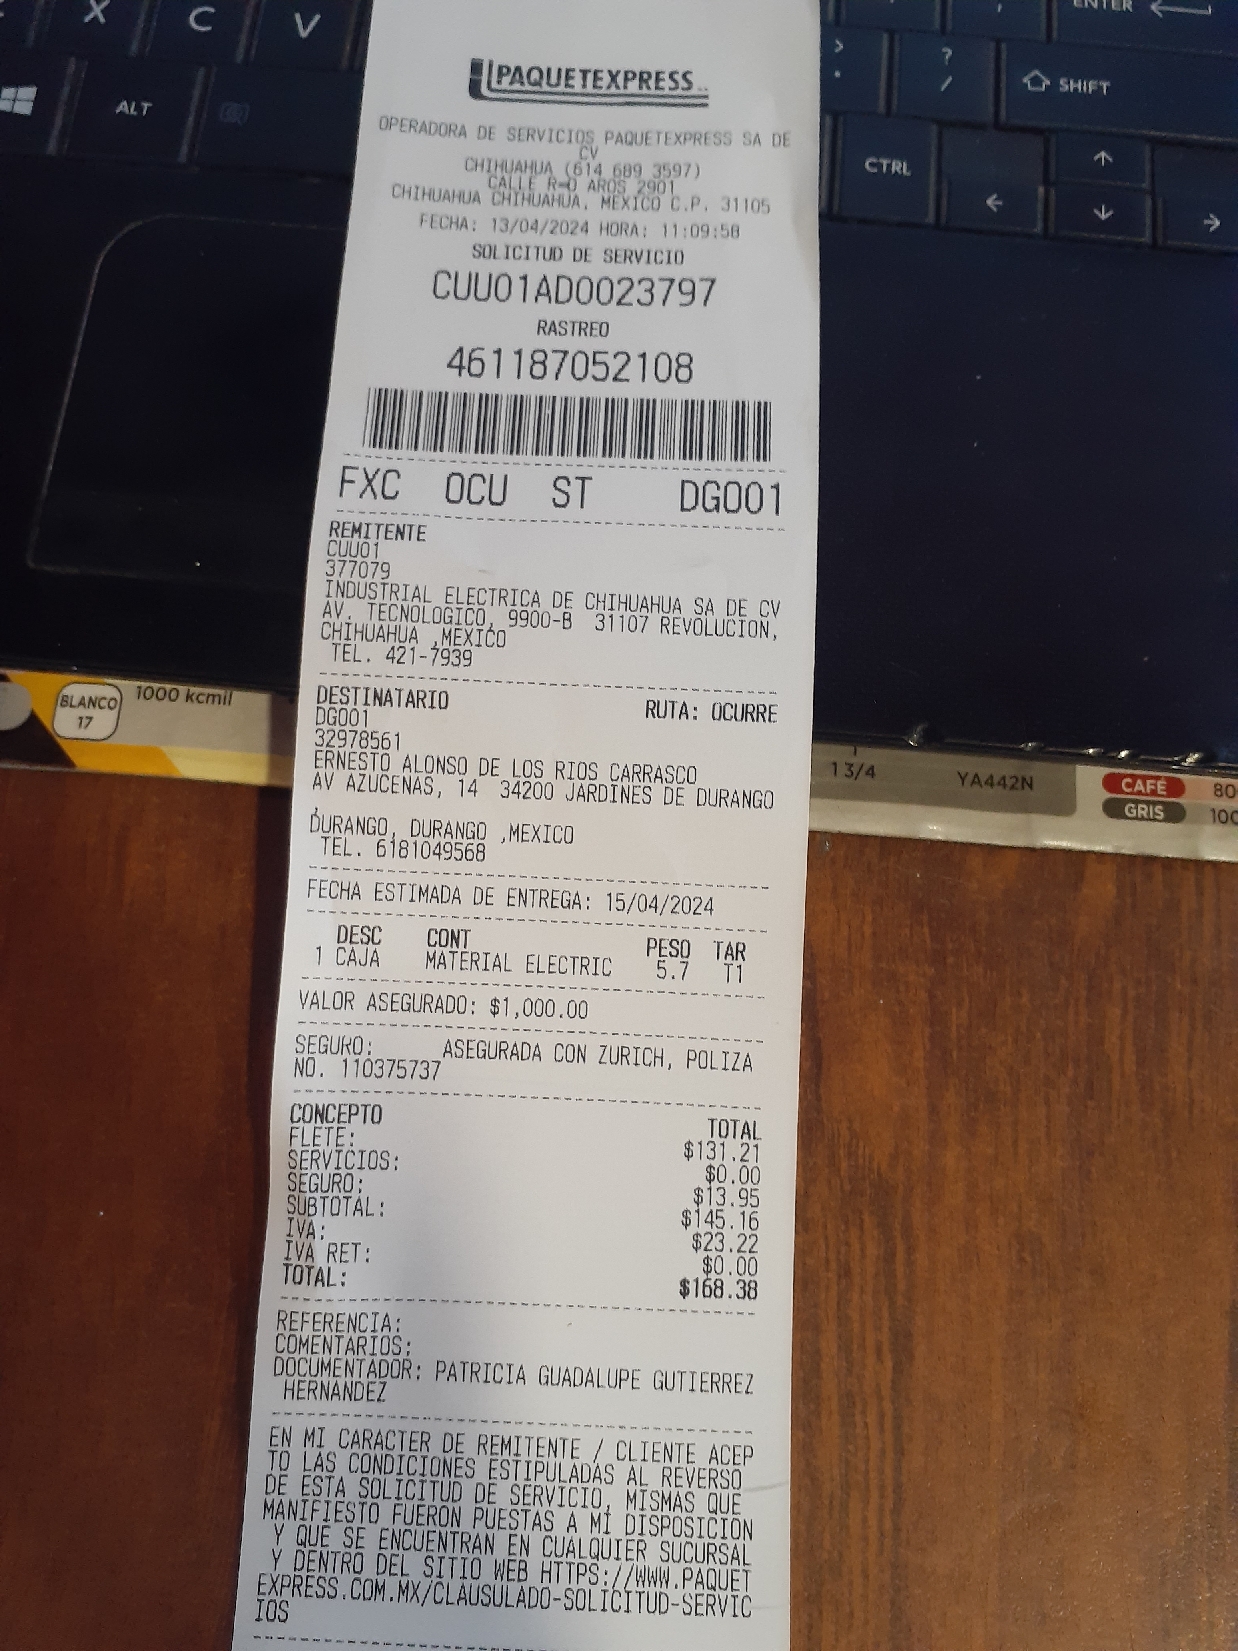 X C V
ENTER
ALT
> .
? /
SHIFT
CTRL
PAQUETEXPRESS
OPERADORA DE SERVICIOS PAQUETEXPRESS SA DE
CV
CHIHUAHUA (614 689 3597)
CALLE R=O AROS 2901
CHIHUAHUA CHIHUAHUA, MEXICO C.P. 31105
FECHA: 13/04/2024 HORA: 11:09:58
SOLICITUD DE SERVICIO
CUU01AD0023797
RASTREO
461187052108
FXC OCU ST DGO01
REMITENTE
CUU01
377079
INDUSTRIAL ELECTRICA DE CHIHUAHUA SA DE CV
AV. TECNOLOGICO, 9900-B 31107 REVOLUCION,
CHIHUAHUA ,MEXICO
TEL. 421-7939
DESTINATARIO RUTA: OCURRE
DGO01
32978561
ERNESTO ALONSO DE LOS RIOS CARRASCO
AV AZUCENAS, 14 34200 JARDINES DE DURANGO
,
DURANGO, DURANGO ,MEXICO
TEL. 6181049568
FECHA ESTIMADA DE ENTREGA: 15/04/2024
DESC CONT PESO TAR
1 CAJA MATERIAL ELECTRIC 5.7 T1
VALOR ASEGURADO: $1,000.00
SEGURO: ASEGURADA CON ZURICH, POLIZA
NO. 110375737
CONCEPTO TOTAL
FLETE: $131.21
SERVICIOS: $0.00
SEGURO: $13.95
SUBTOTAL: $145.16
IVA: $23.22
IVA RET: $0.00
TOTAL: $168.38
REFERENCIA:
COMENTARIOS:
DOCUMENTADOR: PATRICIA GUADALUPE GUTIERREZ
HERNANDEZ
EN MI CARACTER DE REMITENTE / CLIENTE ACEP
TO LAS CONDICIONES ESTIPULADAS AL REVERSO
DE ESTA SOLICITUD DE SERVICIO, MISMAS QUE
MANIFIESTO FUERON PUESTAS A MI DISPOSICION
Y QUE SE ENCUENTRAN EN CUALQUIER SUCURSAL
Y DENTRO DEL SITIO WEB HTTPS://WWW.PAQUET
EXPRESS.COM.MX/CLAUSULADO-SOLICITUD-SERVIC
IOS
BLANCO
17
1000 kcmil
1 3/4
YA442N
CAFÉ
GRIS